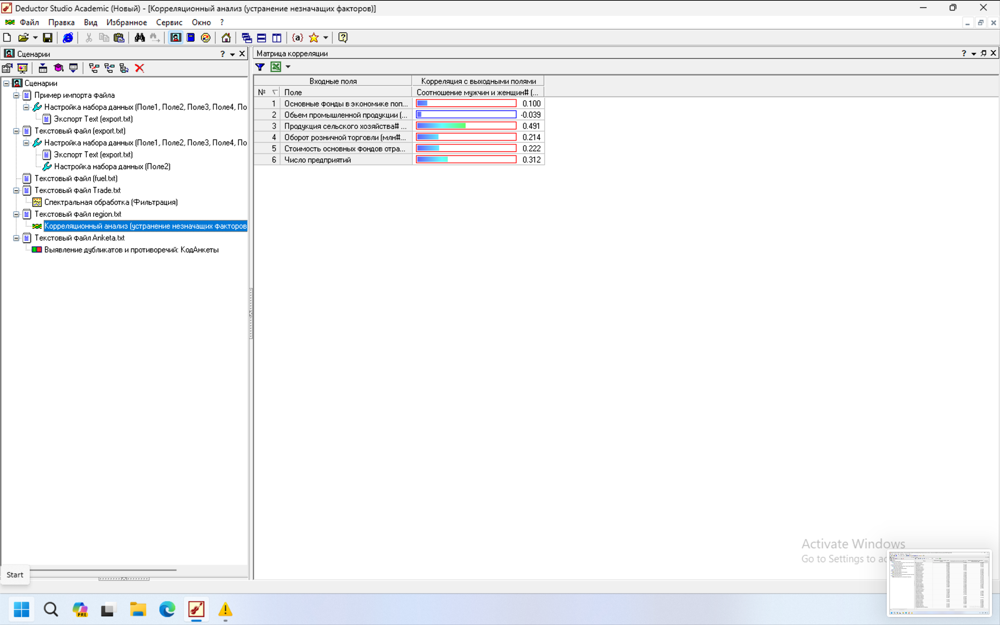 Deductor Studio Academic (Новый) - [Корреляционный анализ (устранение незначащих факторов)]
Файл Правка Вид Избранное Сервис Окно ?
{a}
Сценарии ?
Сценарии
Пример импорта файла
Настройка набора данных (Поле1, Поле2, Поле3, Поле4, По
Экспорт Text (export.txt)
Текстовый файл (export.txt)
Настройка набора данных (Поле1, Поле2, Поле3, Поле4, По
Экспорт Text (export.txt)
Настройка набора данных (Поле2)
Текстовый файл (fuel.txt)
Текстовый файл Trade.txt
Спектральная обработка (Фильтрация)
Текстовый файл region.txt
Корреляционный анализ (устранение незначащих факторов
Текстовый файл Anketa.txt
Выявление дубликатов и противоречий: КодАнкеты
Матрица корреляции ?
Входные поля Корреляция с выходными полями
№ Поле Соотношение мужчин и женщин# (...
1 Основные фонды в экономике поп... 0.100
2 Обьем промышленной продукции (... -0.039
3 Продукция сельского хозяйства# ... 0.491
4 Оборот розничной торговли (млн#... 0.214
5 Стоимость основных фондов отра... 0.222
6 Число предприятий 0.312
Activate Windows
Go to Settings to ac
Start
PRE